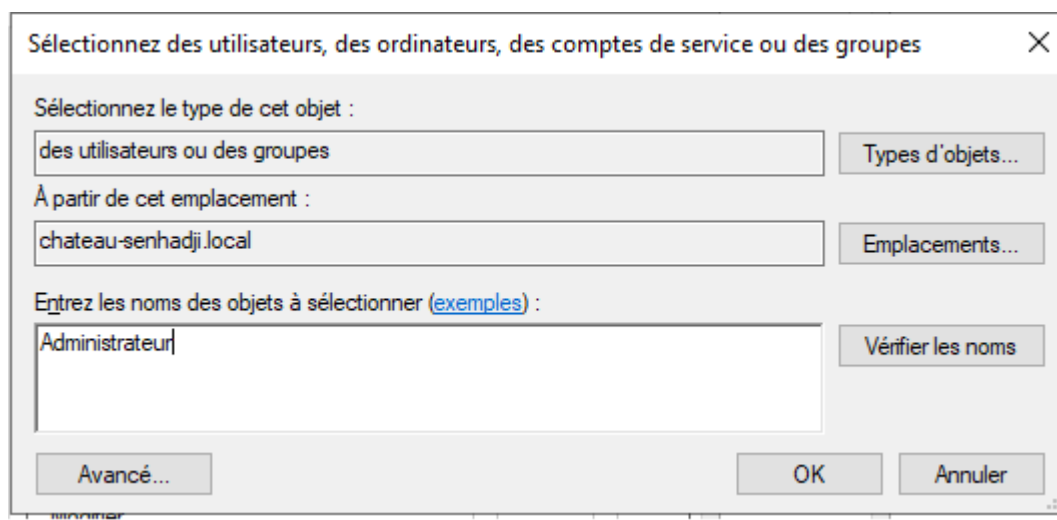 Sélectionnez des utilisateurs, des ordinateurs, des comptes de service ou des groupes
Sélectionnez le type de cet objet :
des utilisateurs ou des groupes
Types d'objets...
À partir de cet emplacement :
chateau-senhadji.local
Emplacements...
Entrez les noms des objets à sélectionner (exemples) :
Administrateur
Vérifier les noms
Avancé...
OK
Annuler